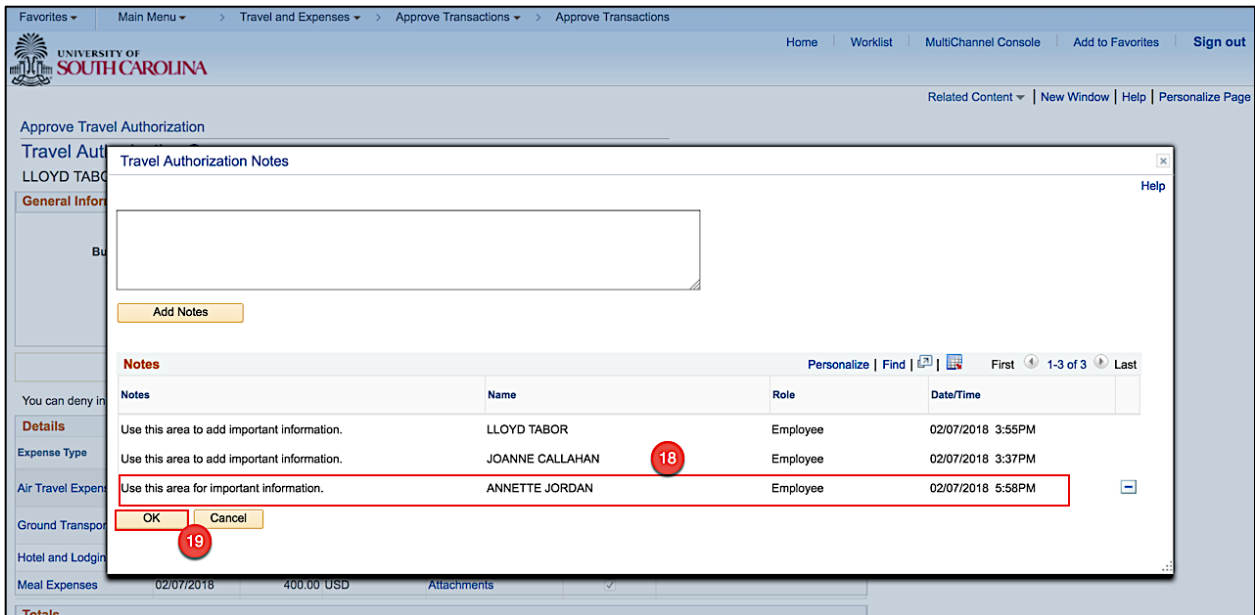 Favorites Main Menu > Travel and Expenses > Approve Transactions > Approve Transactions
UNIVERSITY OF
SOUTH CAROLINA
Home Worklist MultiChannel Console Add to Favorites Sign out
Related Content | New Window | Help | Personalize Page
Approve Travel Authorization
Travel Aut
LLOYD TABO
General Infor
Bu
Travel Authorization Notes
Help
Add Notes
Notes Personalize | Find | | First 1-3 of 3 Last
Notes Name Role Date/Time
Use this area to add important information. LLOYD TABOR Employee 02/07/2018 3:55PM
Use this area to add important information. JOANNE CALLAHAN 18 Employee 02/07/2018 3:37PM
Use this area for important information. ANNETTE JORDAN Employee 02/07/2018 5:58PM
OK Cancel
19
You can deny in
Details
Expense Type
Air Travel Expens
Ground Transpor
Hotel and Lodgin
Meal Expenses 02/07/2018 400.00 USD Attachments
Totals